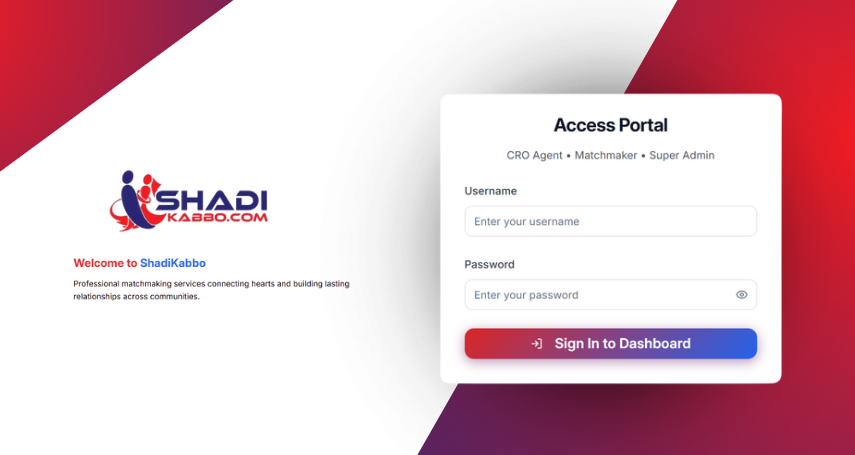 SHADI
KABBO.COM
Welcome to ShadiKabbo
Professional matchmaking services connecting hearts and building lasting
relationships across communities.
Access Portal
CRO Agent • Matchmaker • Super Admin
Username
Enter your username
Password
Enter your password
Sign In to Dashboard